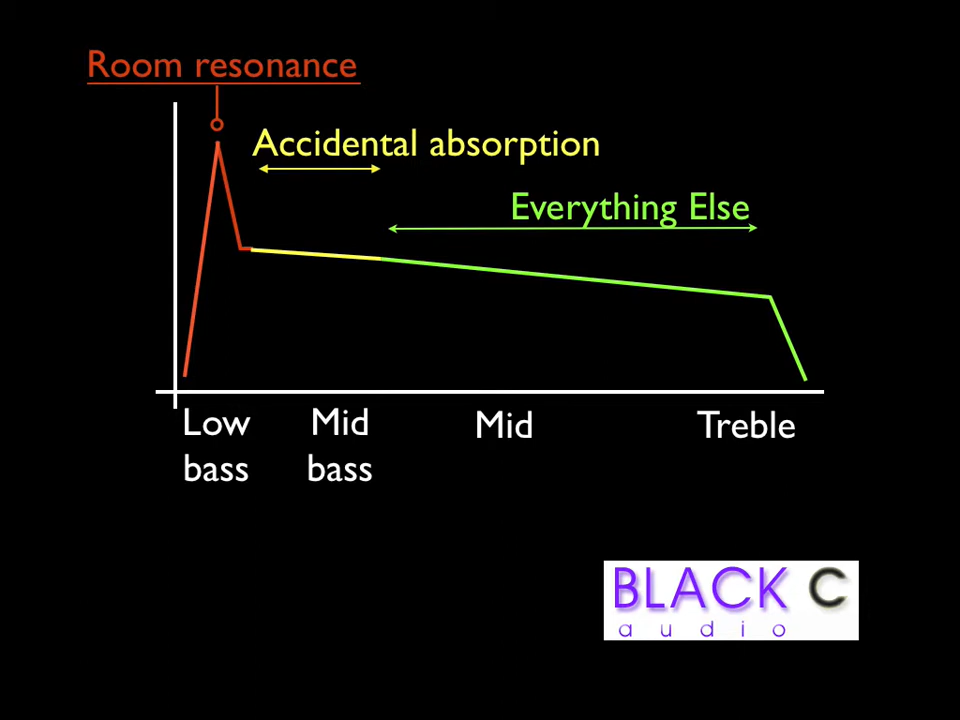 Room resonance
Accidental absorption
Everything Else
Low bass
Mid bass
Mid
Treble
BLACK C
audio